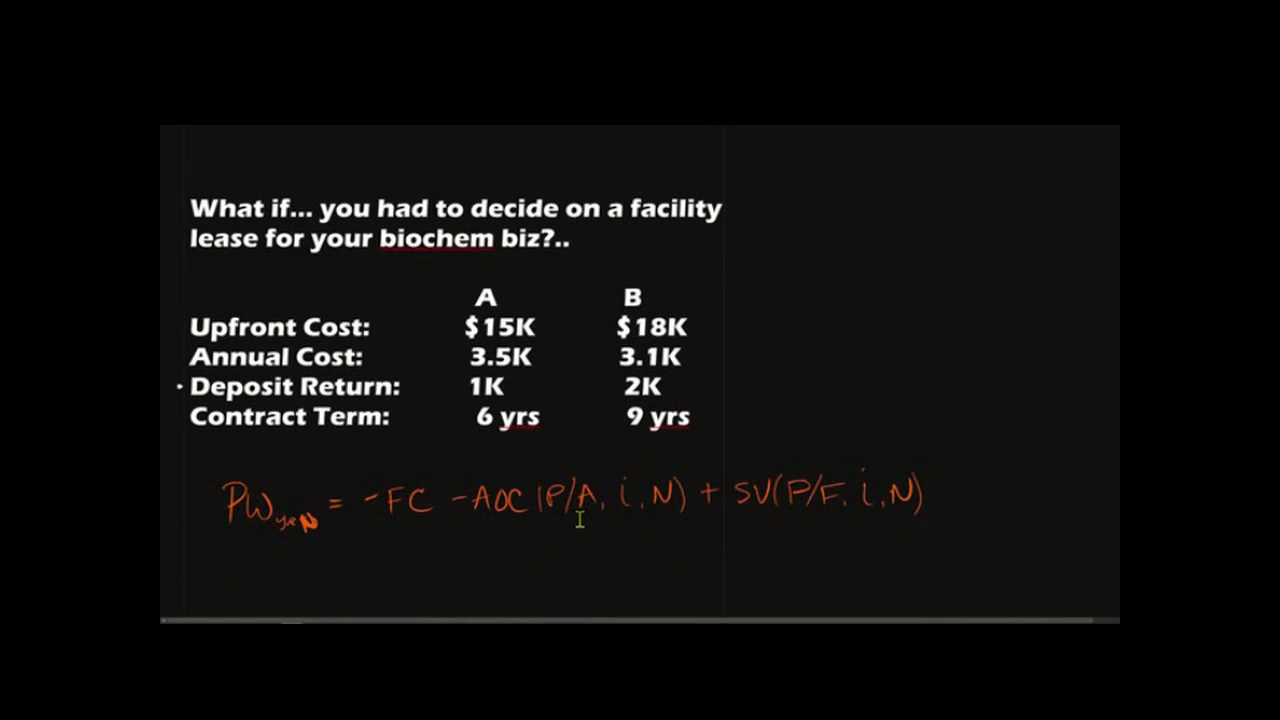 What if... you had to decide on a facility
lease for your biochem biz?..
A B
Upfront Cost: $15K $18K
Annual Cost: 3.5K 3.1K
· Deposit Return: 1K 2K
Contract Term: 6 yrs 9 yrs
PW yr N = -FC -AOC (P/A, i, N) + SV(P/F, i, N)